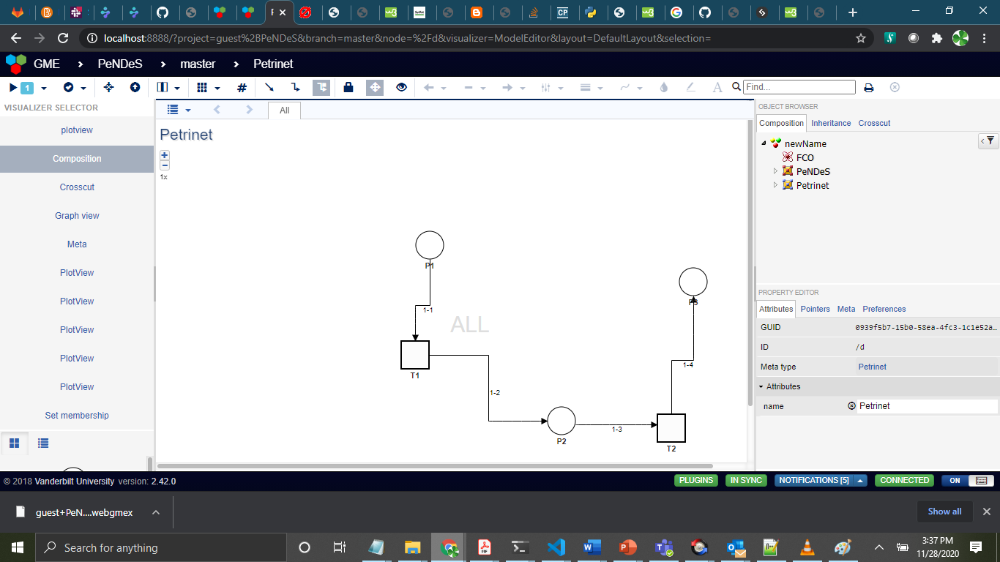 localhost:8888/?project=guest%2BPeNDeS&branch=master&node=%2Fd&visualizer=ModelEditor&layout=DefaultLayout&selection=
GME > PeNDeS > master > Petrinet
1
Find...
VISUALIZER SELECTOR
plotview
Composition
Crosscut
Graph view
Meta
PlotView
PlotView
PlotView
PlotView
PlotView
Set membership
All
Petrinet
+
−
1x
P1
1-1
ALL
T1
1-2
P2
1-3
T2
1-4
P3
OBJECT BROWSER
Composition Inheritance Crosscut
newName
FCO
PeNDeS
Petrinet
PROPERTY EDITOR
Attributes Pointers Meta Preferences
GUID 0939f5b7-15b0-58ea-4fc3-1c1e52a...
ID /d
Meta type Petrinet
Attributes
name Petrinet
© 2018 Vanderbilt University version: 2.42.0
PLUGINS IN SYNC NOTIFICATIONS [5] CONNECTED ON
guest+PeN....webgmex
Show all
Search for anything
3:37 PM
11/28/2020